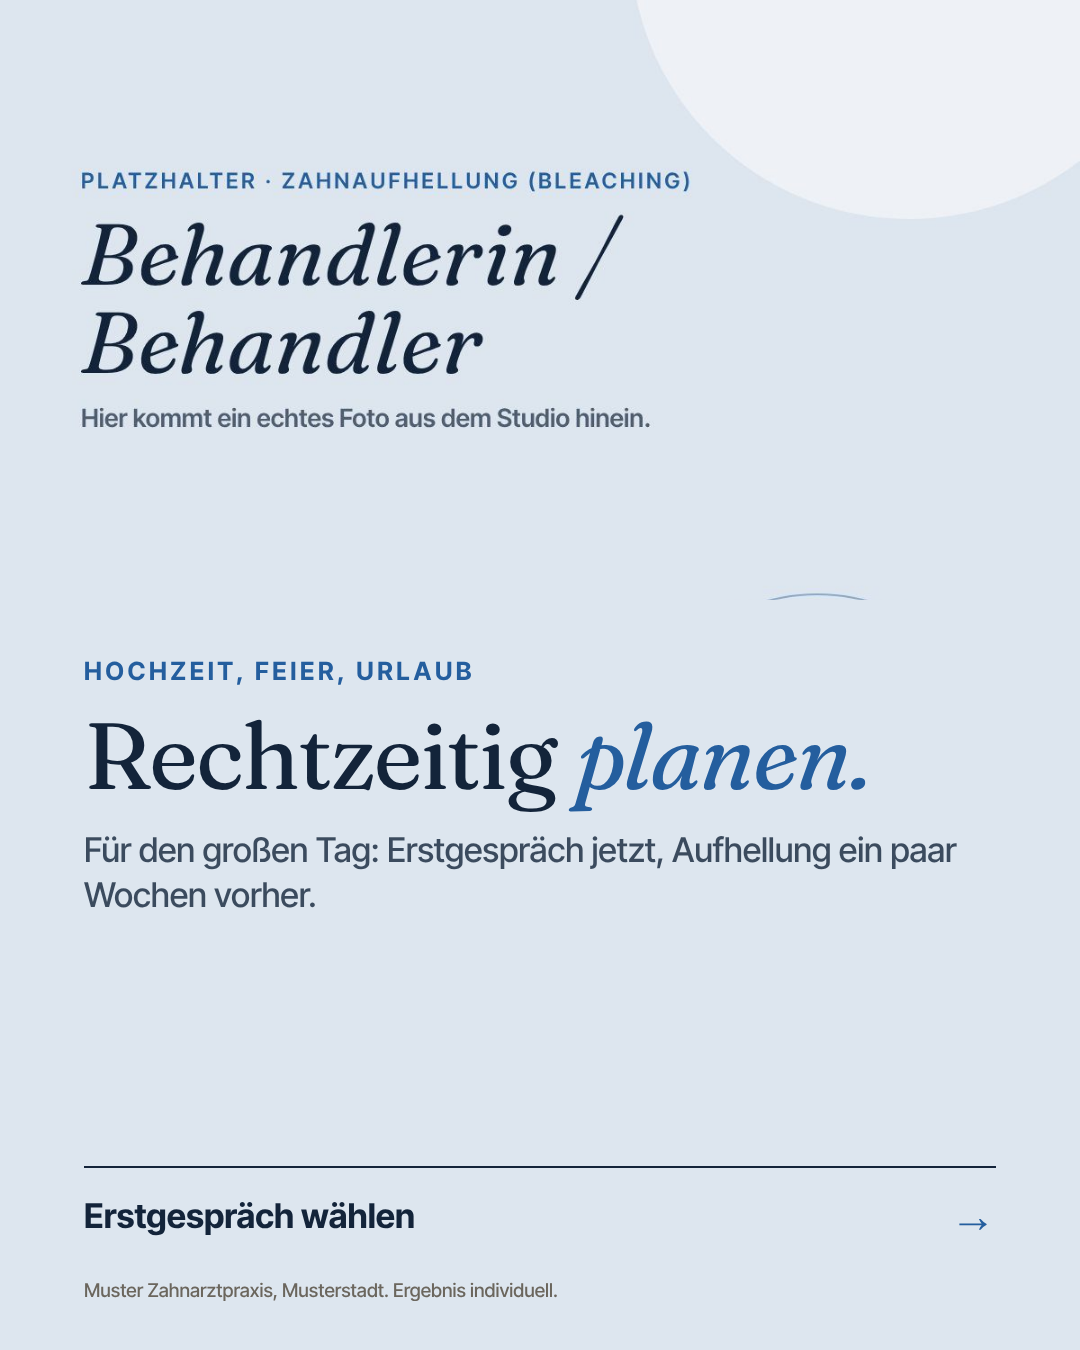 PLATZHALTER · ZAHNAUFHELLUNG (BLEACHING)
Behandlerin /
Behandler
Hier kommt ein echtes Foto aus dem Studio hinein.
HOCHZEIT, FEIER, URLAUB
Rechtzeitig planen.
Für den großen Tag: Erstgespräch jetzt, Aufhellung ein paar
Wochen vorher.
Erstgespräch wählen →
Muster Zahnarztpraxis, Musterstadt. Ergebnis individuell.